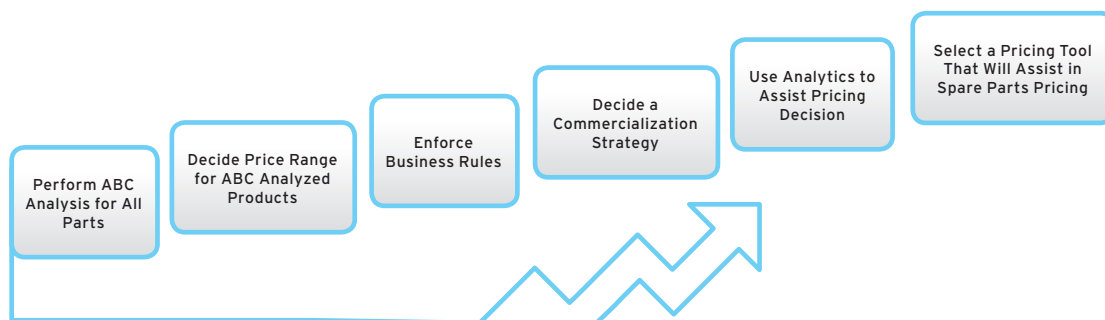 Perform ABC
Analysis for All
Parts
Decide Price Range
for ABC Analyzed
Products
Enforce
Business Rules
Decide a
Commercialization
Strategy
Use Analytics to
Assist Pricing
Decision
Select a Pricing Tool
That Will Assist in
Spare Parts Pricing